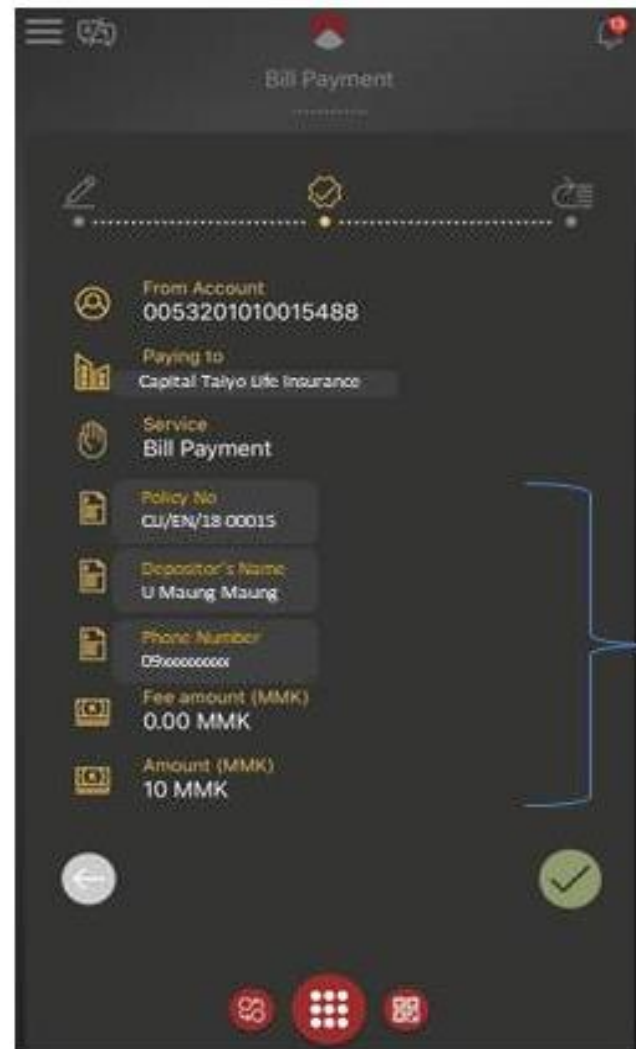 Bill Payment
From Account
0053201010015488
Paying to
Capital Taiyo Life Insurance
Service
Bill Payment
Policy No
CLI/EN/18 00015
Depositor's Name
U Maung Maung
Phone Number
09xxxxxxxxx
Fee amount (MMK)
0.00 MMK
Amount (MMK)
10 MMK